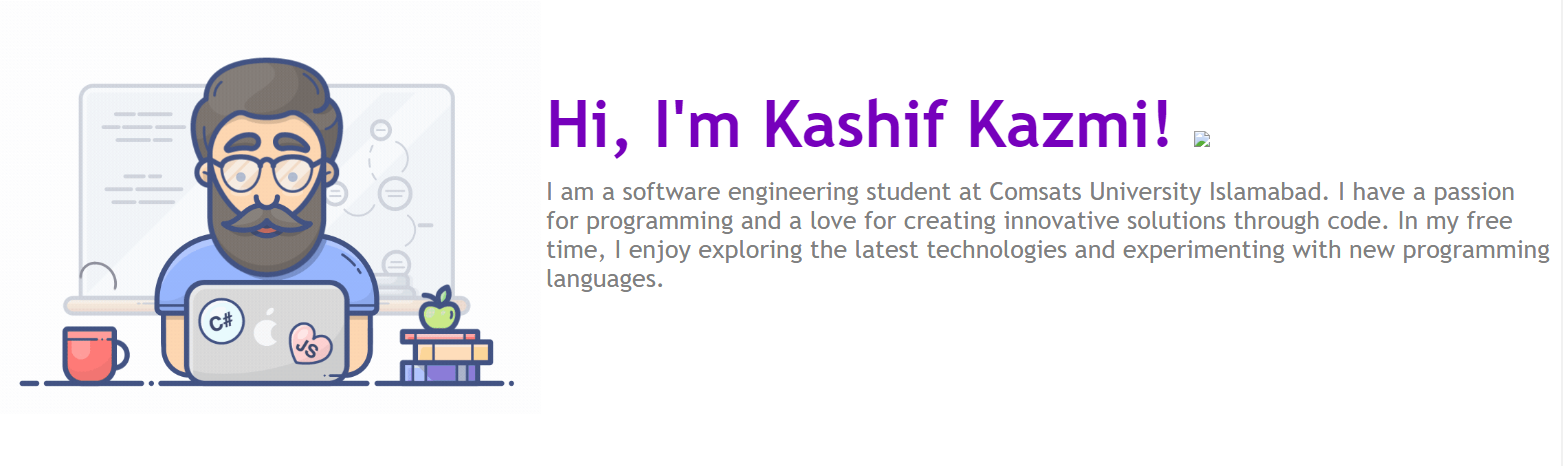 Hi, I'm Kashif Kazmi!
I am a software engineering student at Comsats University Islamabad. I have a passion
for programming and a love for creating innovative solutions through code. In my free
time, I enjoy exploring the latest technologies and experimenting with new programming
languages.
C#
JS